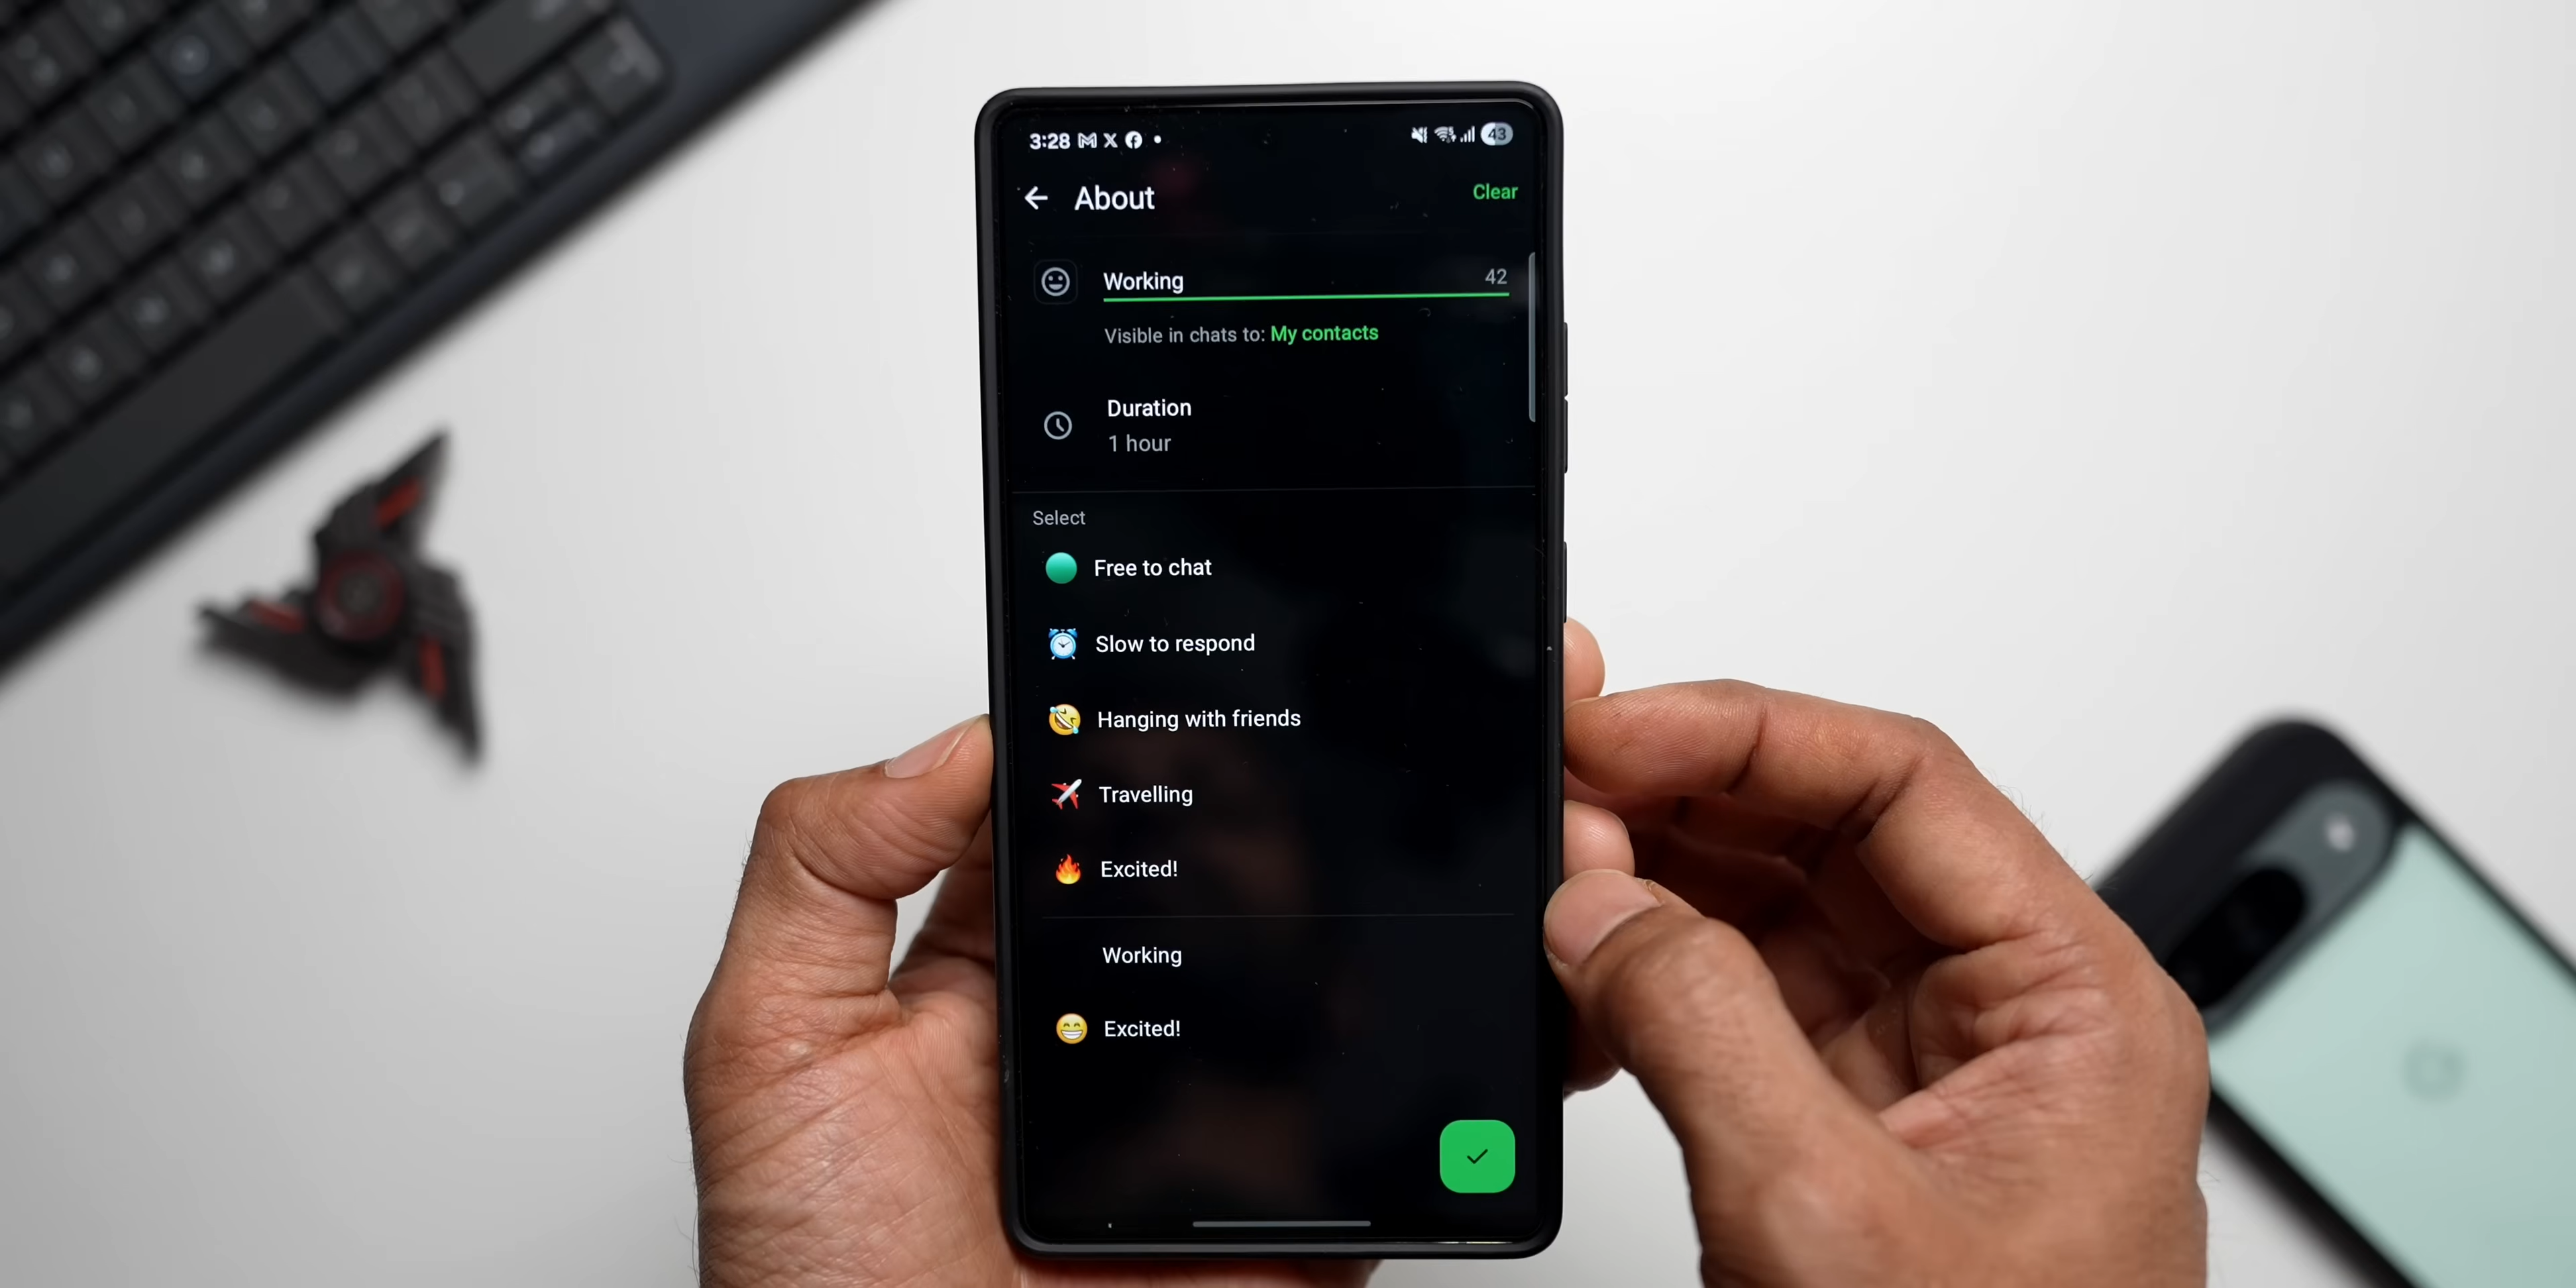 3:28 43
About Clear
Working 42
Visible in chats to: My contacts
Duration
1 hour
Select
Free to chat
Slow to respond
Hanging with friends
Travelling
Excited!
Working
Excited!